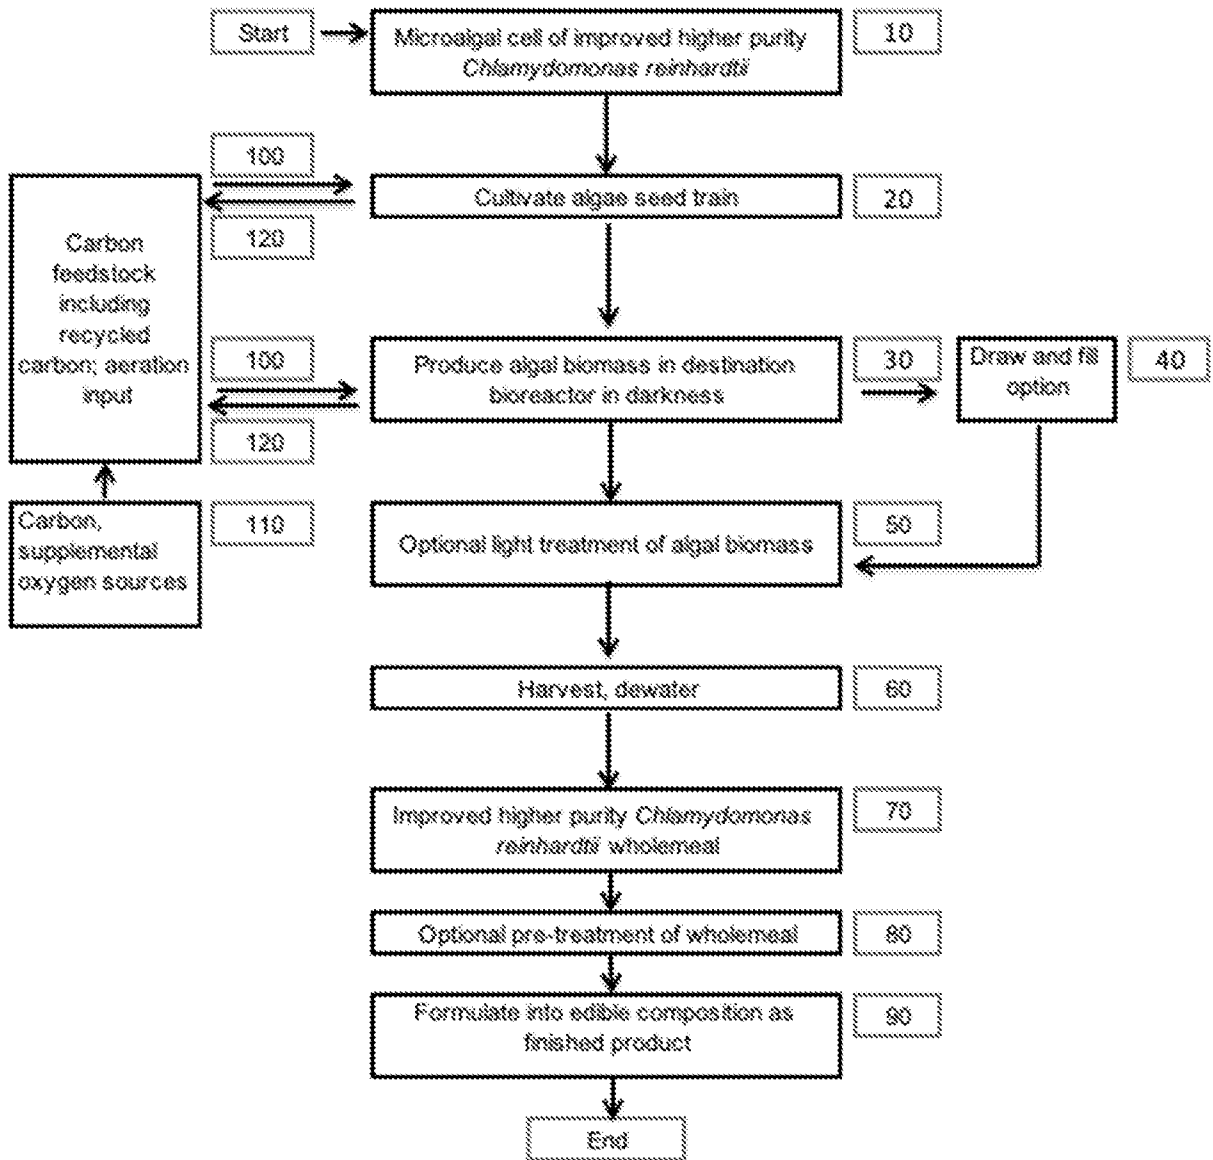 Start
Microalgal cell of improved higher purity
Chlamydomonas reinhardtii
10
100
Cultivate algae seed train
20
120
Carbon
feedstock
including
recycled
carbon; aeration
input
100
Produce algal biomass in destination
bioreactor in darkness
30
Draw and fill
option
40
120
Carbon,
supplemental
oxygen sources
110
Optional light treatment of algal biomass
50
Harvest, dewater
60
Improved higher purity Chlamydomonas
reinhardtii wholemeal
70
Optional pre-treatment of wholemeal
80
Formulate into edible composition as
finished product
90
End